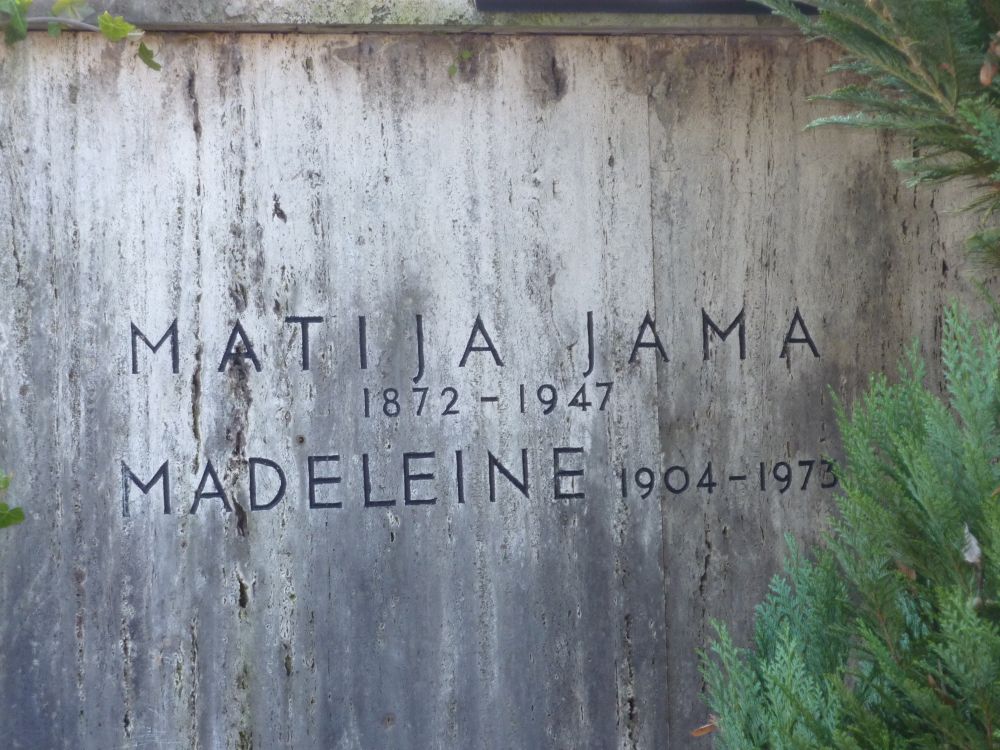 MATIJA JAMA
1872 - 1947
MADELEINE 1904-1973